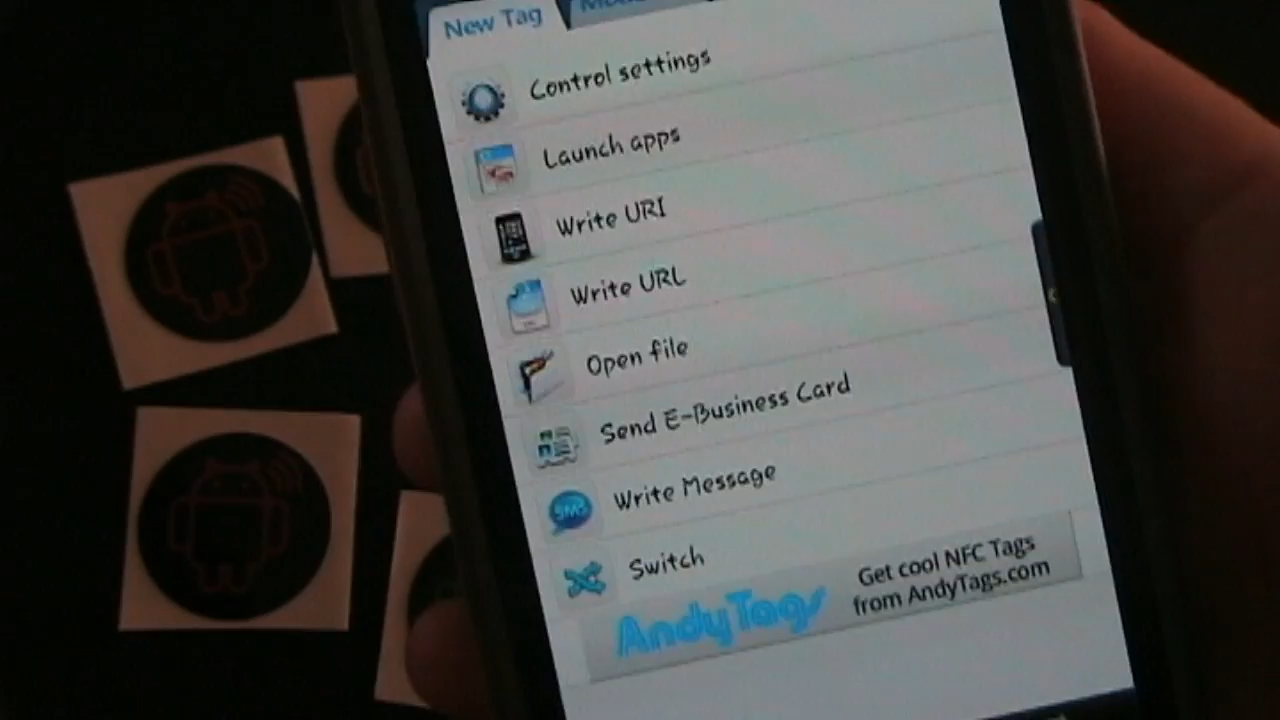 New Tag
Control settings
Launch apps
Write URI
Write URL
Open file
Send E-Business Card
Write Message
SMS
Switch
AndyTags
Get cool NFC Tags
from AndyTags.com